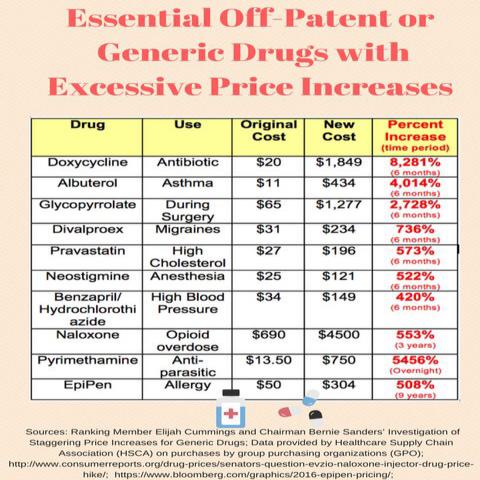 Essential Off-Patent or
Generic Drugs with
Excessive Price Increases
Drug Use Original Cost New Cost Percent Increase (time period)
Doxycycline Antibiotic $20 $1,849 8,281% (6 months)
Albuterol Asthma $11 $434 4,014% (6 months)
Glycopyrrolate During Surgery $65 $1,277 2,728% (6 months)
Divalproex Migraines $31 $234 736% (6 months)
Pravastatin High Cholesterol $27 $196 573% (6 months)
Neostigmine Anesthesia $25 $121 522% (6 months)
Benzapril/ Hydrochlorothi azide High Blood Pressure $34 $149 420% (6 months)
Naloxone Opioid overdose $690 $4500 553% (3 years)
Pyrimethamine Anti- parasitic $13.50 $750 5456% (Overnight)
EpiPen Allergy $50 $304 508% (9 years)
Sources: Ranking Member Elijah Cummings and Chairman Bernie Sanders' Investigation of
Staggering Price Increases for Generic Drugs; Data provided by Healthcare Supply Chain
Association (HSCA) on purchases by group purchasing organizations (GPO);
http://www.consumerreports.org/drug-prices/senators-question-evzio-naloxone-injector-drug-price-
hike/; https://www.bloomberg.com/graphics/2016-epipen-pricing/;